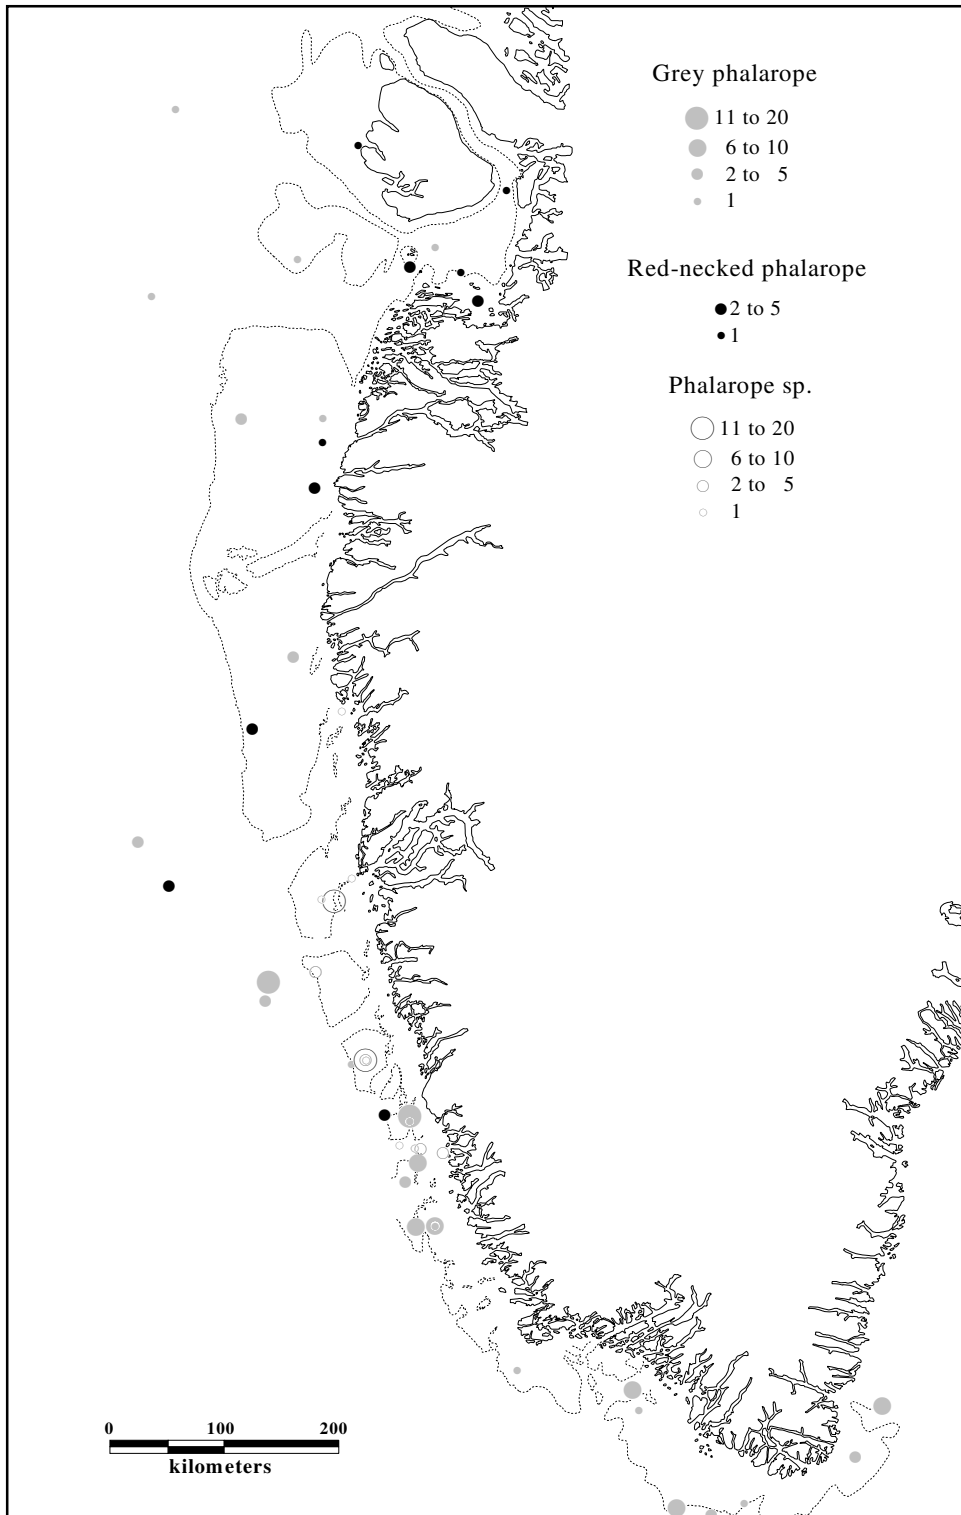 Grey phalarope
11 to 20
6 to 10
2 to 5
1
Red-necked phalarope
2 to 5
1
Phalarope sp.
11 to 20
6 to 10
2 to 5
1
0 100 200
kilometers